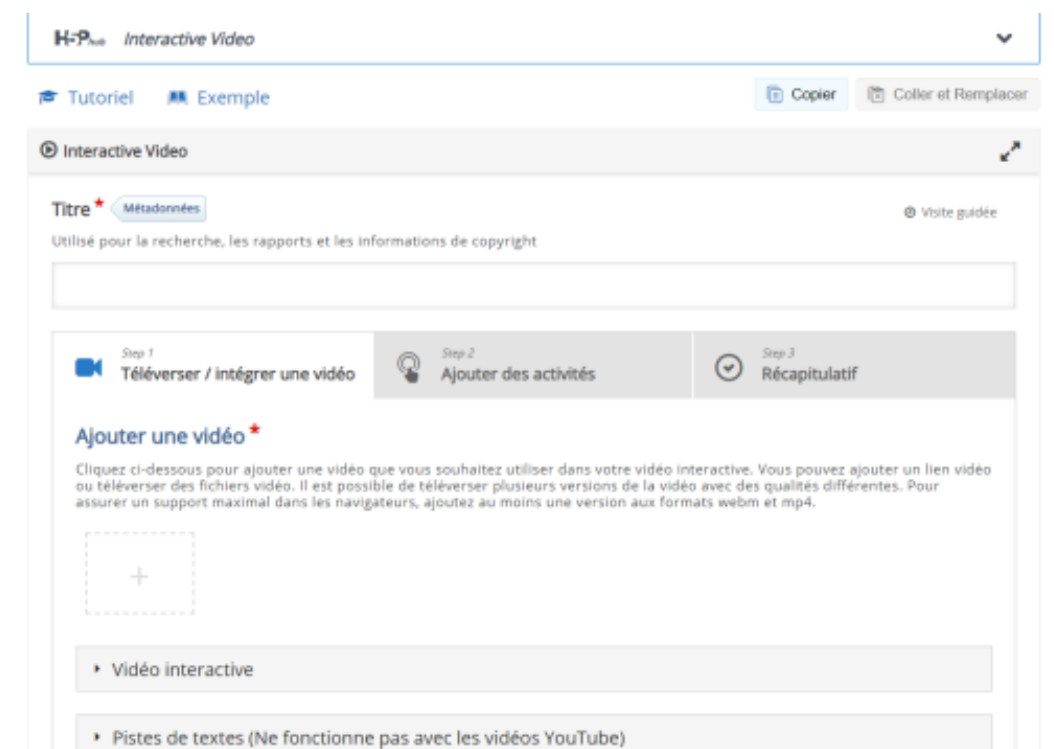 H5Phub Interactive Video
Tutoriel Exemple Copier Coller et Remplacer
Interactive Video
Titre * Métadonnées Visite guidée
Utilisé pour la recherche, les rapports et les informations de copyright
Step 1 Step 2 Step 3
Téléverser / intégrer une vidéo Ajouter des activités Récapitulatif
Ajouter une vidéo *
Cliquez ci-dessous pour ajouter une vidéo que vous souhaitez utiliser dans votre vidéo interactive. Vous pouvez ajouter un lien vidéo
ou téléverser des fichiers vidéo. Il est possible de téléverser plusieurs versions de la vidéo avec des qualités différentes. Pour
assurer un support maximal dans les navigateurs, ajoutez au moins une version aux formats webm et mp4.
+
Vidéo interactive
Pistes de textes (Ne fonctionne pas avec les vidéos YouTube)